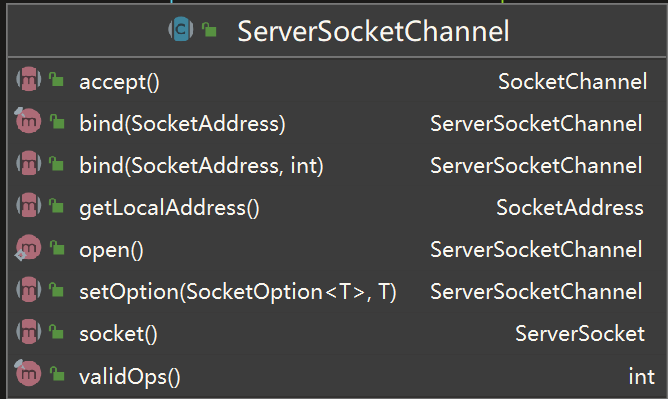 ServerSocketChannel
accept() SocketChannel
bind(SocketAddress) ServerSocketChannel
bind(SocketAddress, int) ServerSocketChannel
getLocalAddress() SocketAddress
open() ServerSocketChannel
setOption(SocketOption<T>, T) ServerSocketChannel
socket() ServerSocket
validOps() int